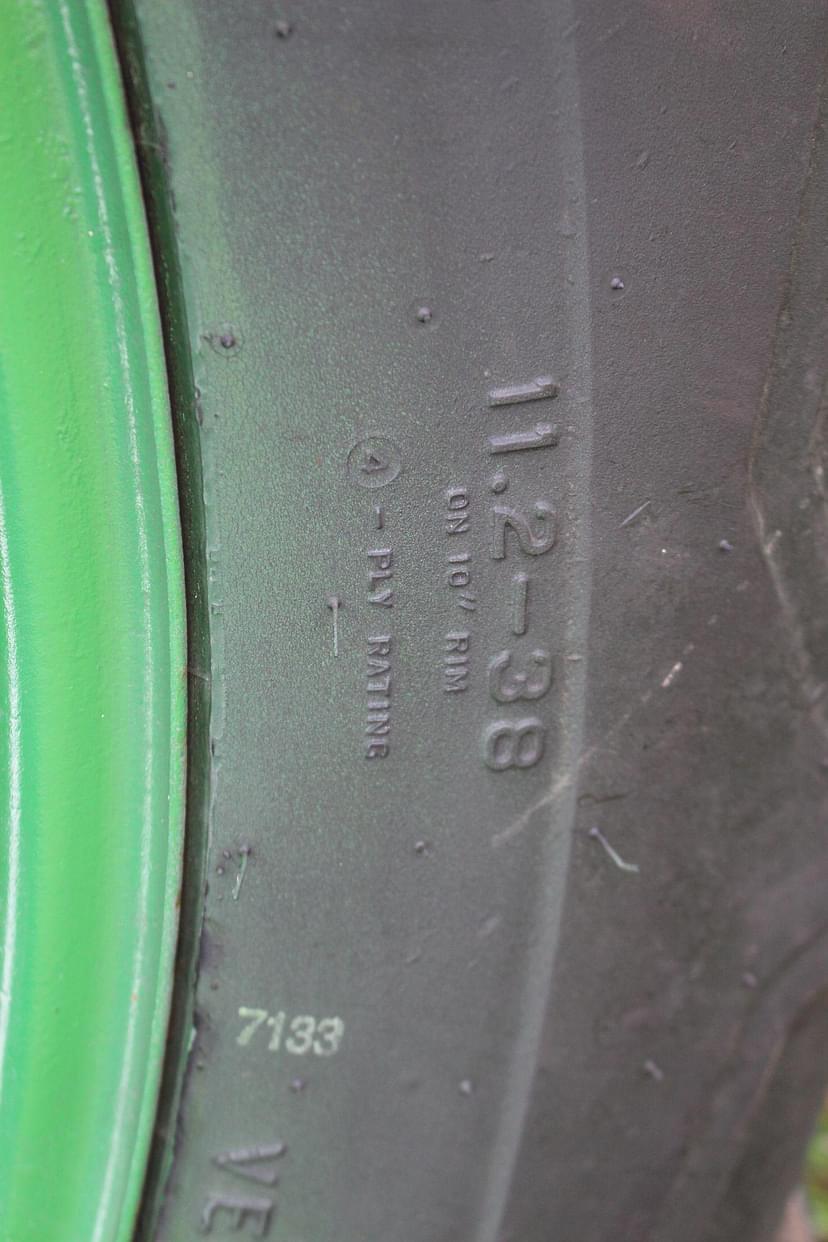 11.2-38
ON 10" RIM
④ - PLY RATING
7133
VE